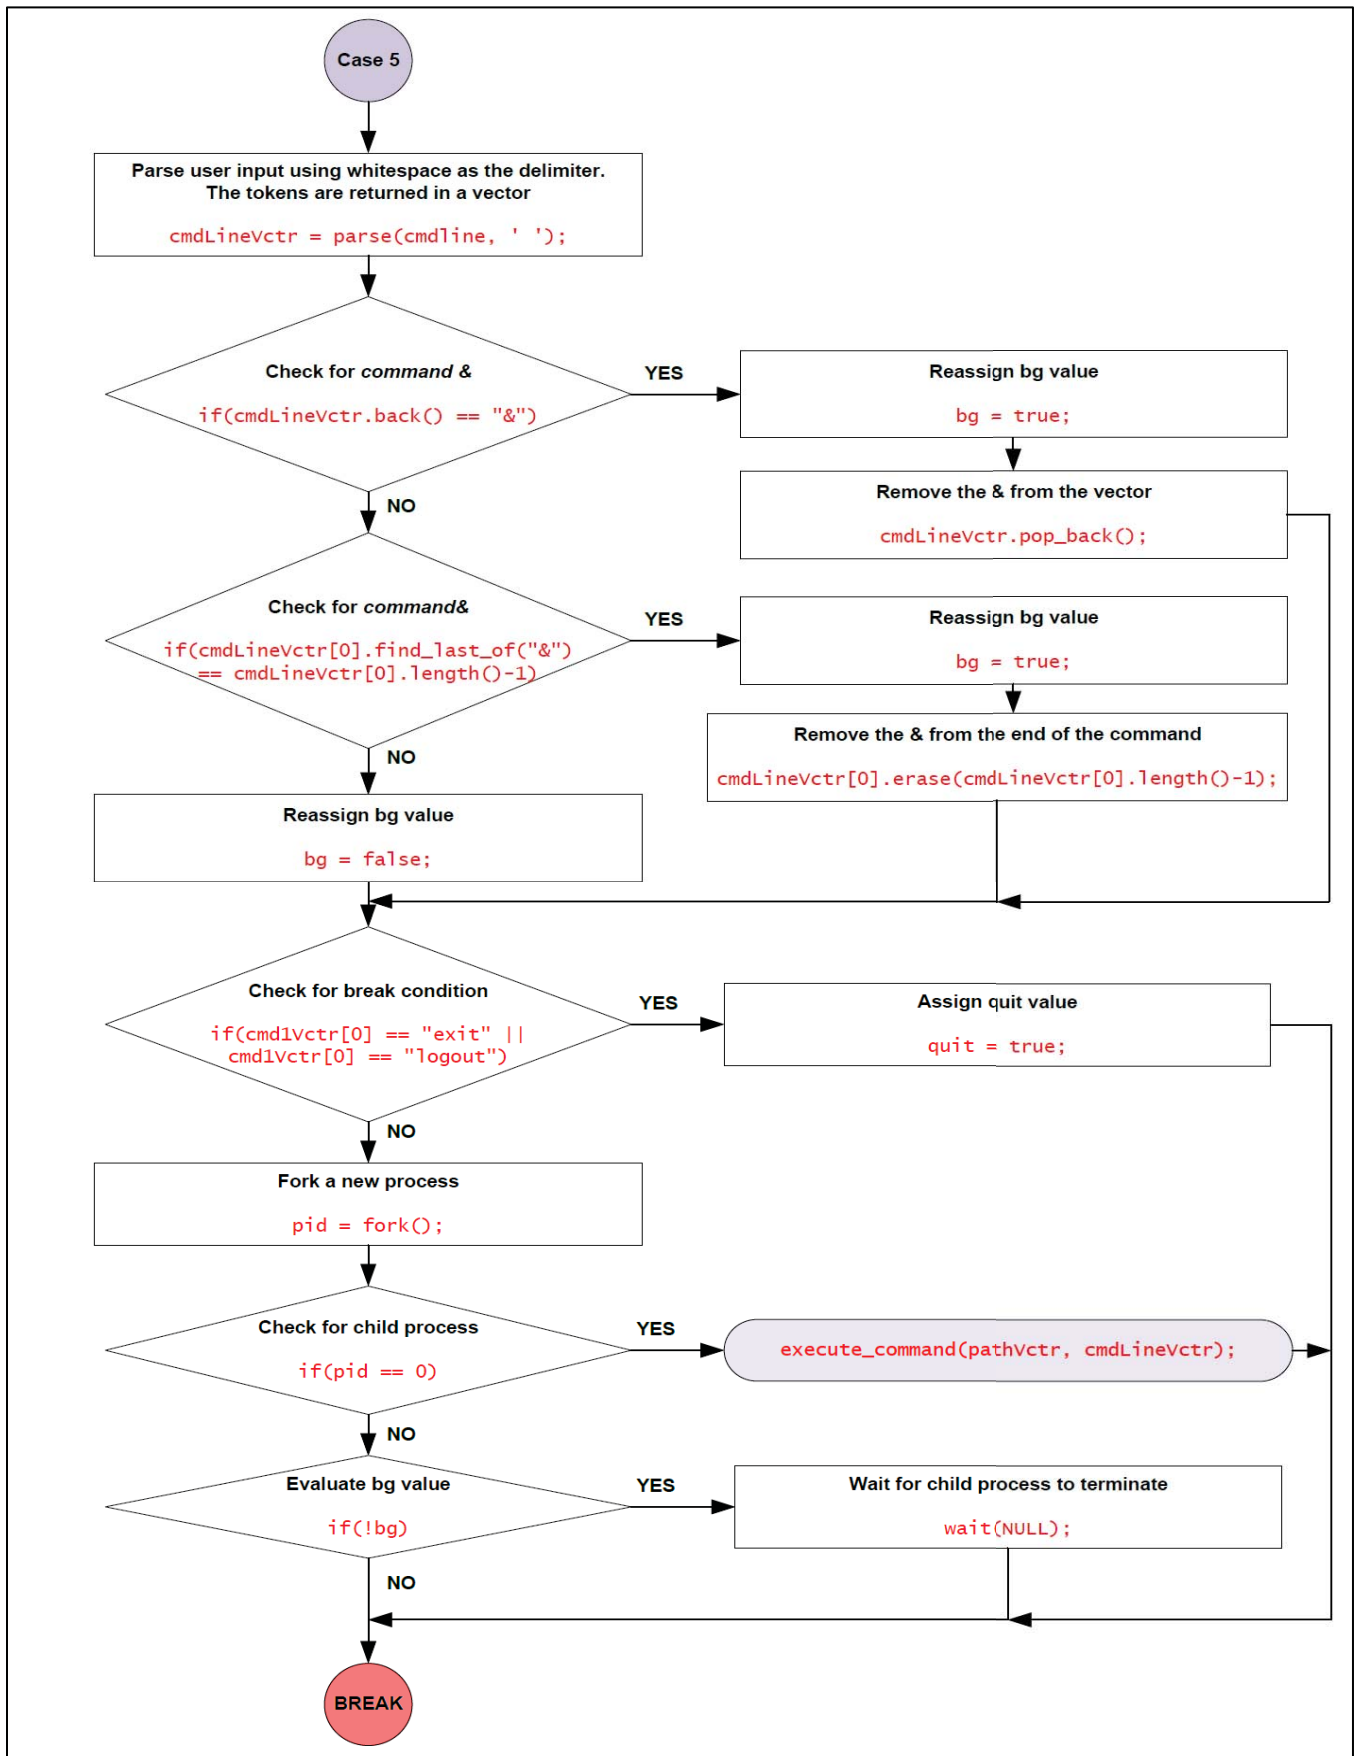 Case 5
Parse user input using whitespace as the delimiter.
The tokens are returned in a vector
cmdLineVctr = parse(cmdline, ' ');
Check for command &
if(cmdLineVctr.back() == "&")
YES
Reassign bg value
bg = true;
Remove the & from the vector
cmdLineVctr.pop_back();
NO
Check for command&
if(cmdLineVctr[0].find_last_of("&")
== cmdLineVctr[0].length()-1)
YES
Reassign bg value
bg = true;
Remove the & from the end of the command
cmdLineVctr[0].erase(cmdLineVctr[0].length()-1);
NO
Reassign bg value
bg = false;
Check for break condition
if(cmd1Vctr[0] == "exit" ||
cmd1Vctr[0] == "logout")
YES
Assign quit value
quit = true;
NO
Fork a new process
pid = fork();
Check for child process
if(pid == 0)
YES
execute_command(pathVctr, cmdLineVctr);
NO
Evaluate bg value
if(!bg)
YES
Wait for child process to terminate
wait(NULL);
NO
BREAK